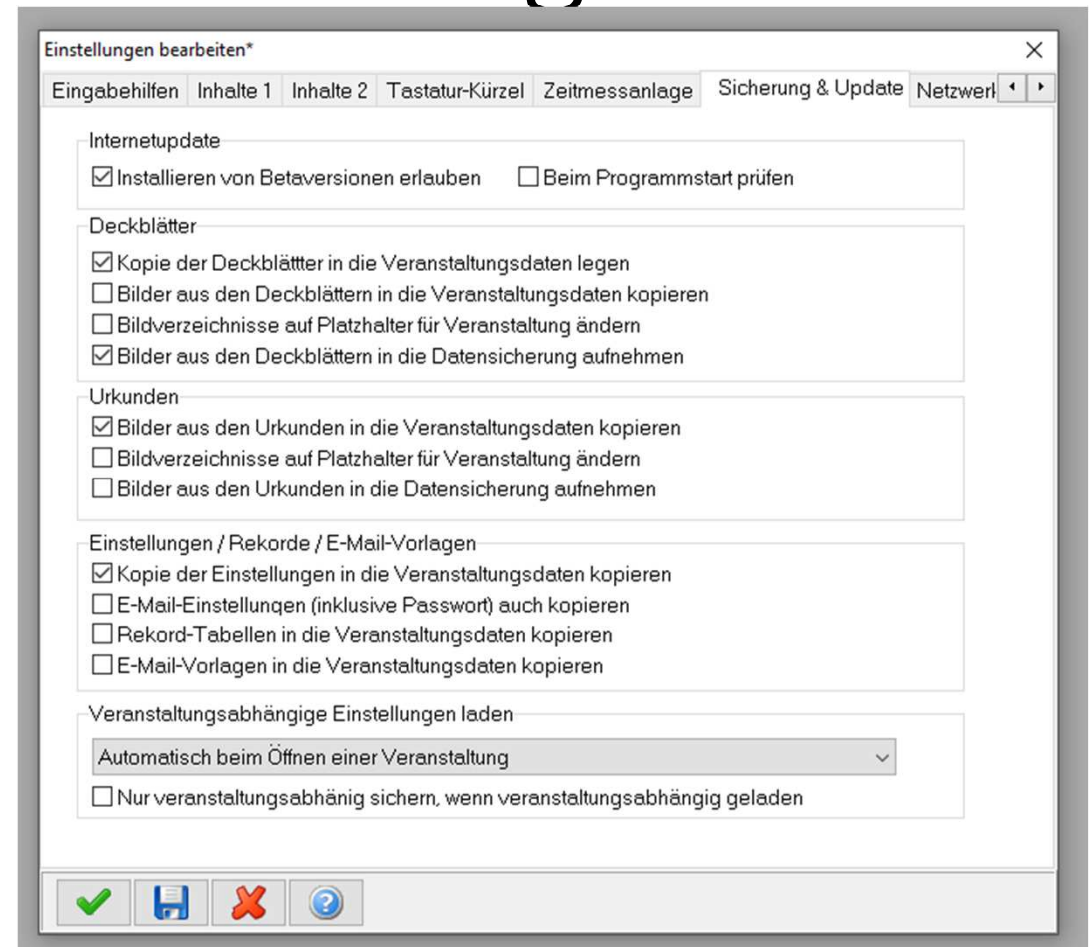 Einstellungen bearbeiten*
Eingabehilfen Inhalte 1 Inhalte 2 Tastatur-Kürzel Zeitmessanlage Sicherung & Update
Internetupdate
Installieren von Betaversionen erlauben Beim Programmstart prüfen
Deckblätter
Kopie der Deckblättter in die Veranstaltungsdaten legen
Bilder aus den Deckblättern in die Veranstaltungsdaten kopieren
Bildverzeichnisse auf Platzhalter für Veranstaltung ändern
Bilder aus den Deckblättern in die Datensicherung aufnehmen
Urkunden
Bilder aus den Urkunden in die Veranstaltungsdaten kopieren
Bildverzeichnisse auf Platzhalter für Veranstaltung ändern
Bilder aus den Urkunden in die Datensicherung aufnehmen
Einstellungen / Rekorde / E-Mail-Vorlagen
Kopie der Einstellungen in die Veranstaltungsdaten kopieren
E-Mail-Einstellungen (inklusive Passwort) auch kopieren
Rekord-Tabellen in die Veranstaltungsdaten kopieren
E-Mail-Vorlagen in die Veranstaltungsdaten kopieren
Veranstaltungsabhängige Einstellungen laden
Automatisch beim Öffnen einer Veranstaltung
Nur veranstaltungsabhänig sichern, wenn veranstaltungsabhängig geladen